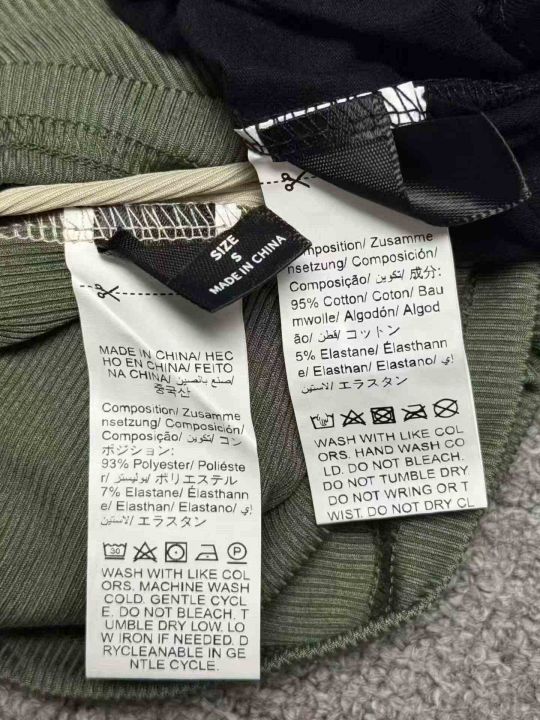 SIZE
S
MADE IN CHINA
MADE IN CHINA/ HEC
HO EN CHINA/ FEITO
NA CHINA/ صنع بالصين/
중국산
Composition/ Zusamme
nsetzung/ Composición/
Composição/ تكوين/ コン
ポジション:
93% Polyester/ Poliéster
r/ بوليستر/ ポリエステル
7% Elastane/ Élasthann
e/ Elasthan/ Elastano/ إي
لاستين/ エラスタン
30
P
WASH WITH LIKE COL
ORS. MACHINE WASH
COLD. GENTLE CYCL
E. DO NOT BLEACH. T
UMBLE DRY LOW. LO
W IRON IF NEEDED. D
RYCLEANABLE IN GE
NTLE CYCLE.
mposition/ Zusamme
nsetzung/ Composición/
Composição/ تكوين/ 成分:
95% Cotton/ Coton/ Bau
mwolle/ Algodón/ Algod
ão/ قطن/ コットン
5% Elastane/ Élasthann
e/ Elasthan/ Elastano/ إي
لاستين/ エラスタン
WASH WITH LIKE COL
ORS. HAND WASH CO
LD. DO NOT BLEACH.
DO NOT TUMBLE DRY
DO NOT WRING OR T
WIST. DO NOT DRY CL